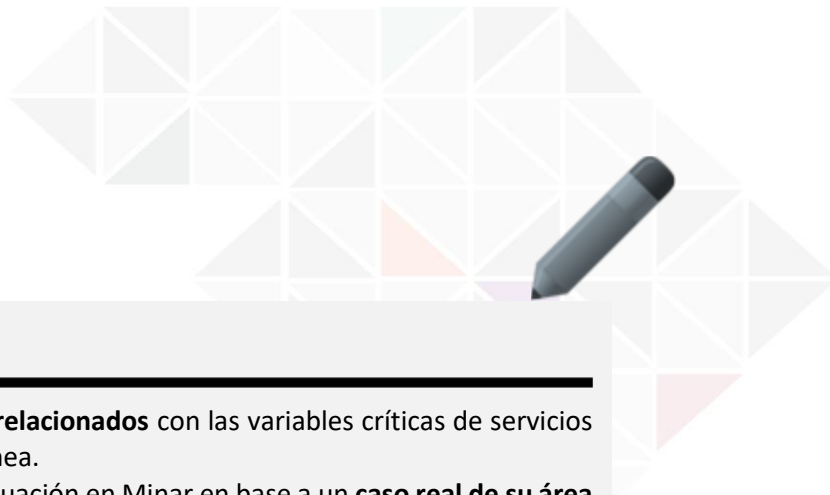 relacionados con las variables críticas de servicios
nea.
uación en Minar en base a un caso real de su área